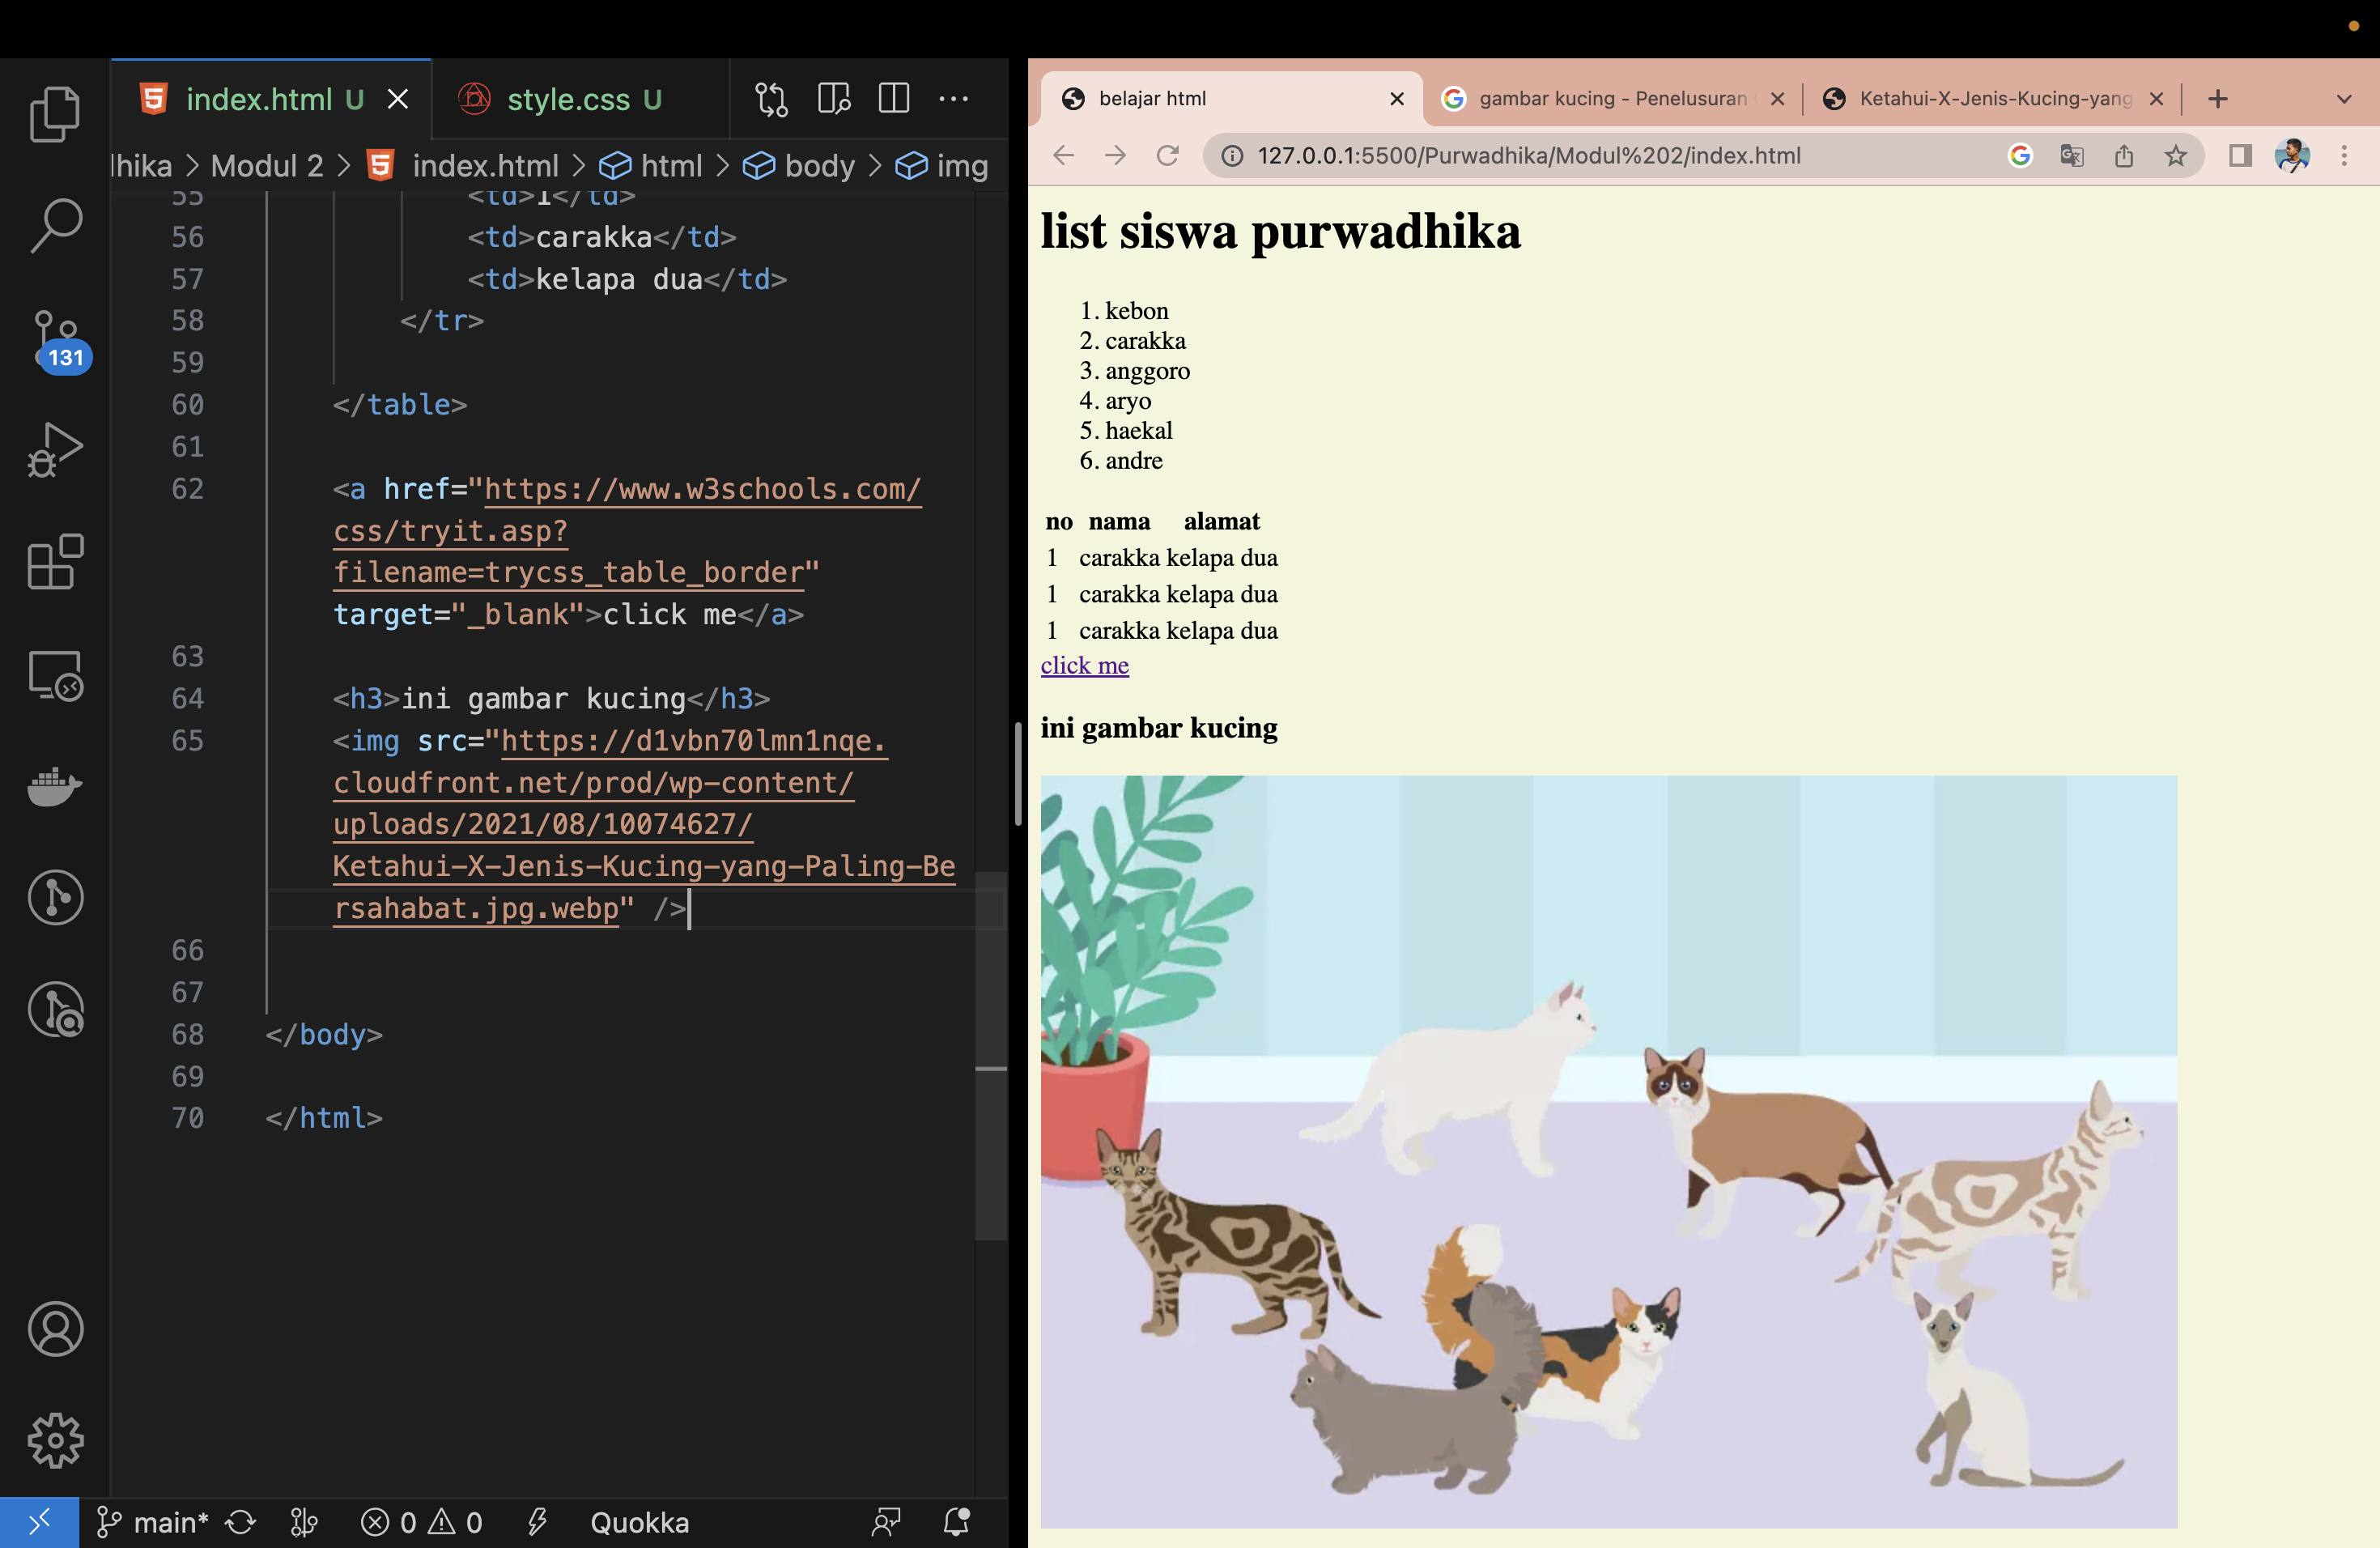 index.html U
style.css U
lhika > Modul 2 > index.html > html > body > img
55 <td>1</td>
56 <td>carakka</td>
57 <td>kelapa dua</td>
58 </tr>
59
60 </table>
61
62 <a href="https://www.w3schools.com/
css/tryit.asp?
filename=trycss_table_border"
target="_blank">click me</a>
63
64 <h3>ini gambar kucing</h3>
65 <img src="https://d1vbn70lmn1nqe.
cloudfront.net/prod/wp-content/
uploads/2021/08/10074627/
Ketahui-X-Jenis-Kucing-yang-Paling-Be
rsahabat.jpg.webp" />
66
67
68 </body>
69
70 </html>
131
main* 0 0 Quokka
belajar html
gambar kucing - Penelusuran
Ketahui-X-Jenis-Kucing-yang
127.0.0.1:5500/Purwadhika/Modul%202/index.html
list siswa purwadhika
1. kebon
2. carakka
3. anggoro
4. aryo
5. haekal
6. andre
no nama alamat
1 carakka kelapa dua
1 carakka kelapa dua
1 carakka kelapa dua
click me
ini gambar kucing